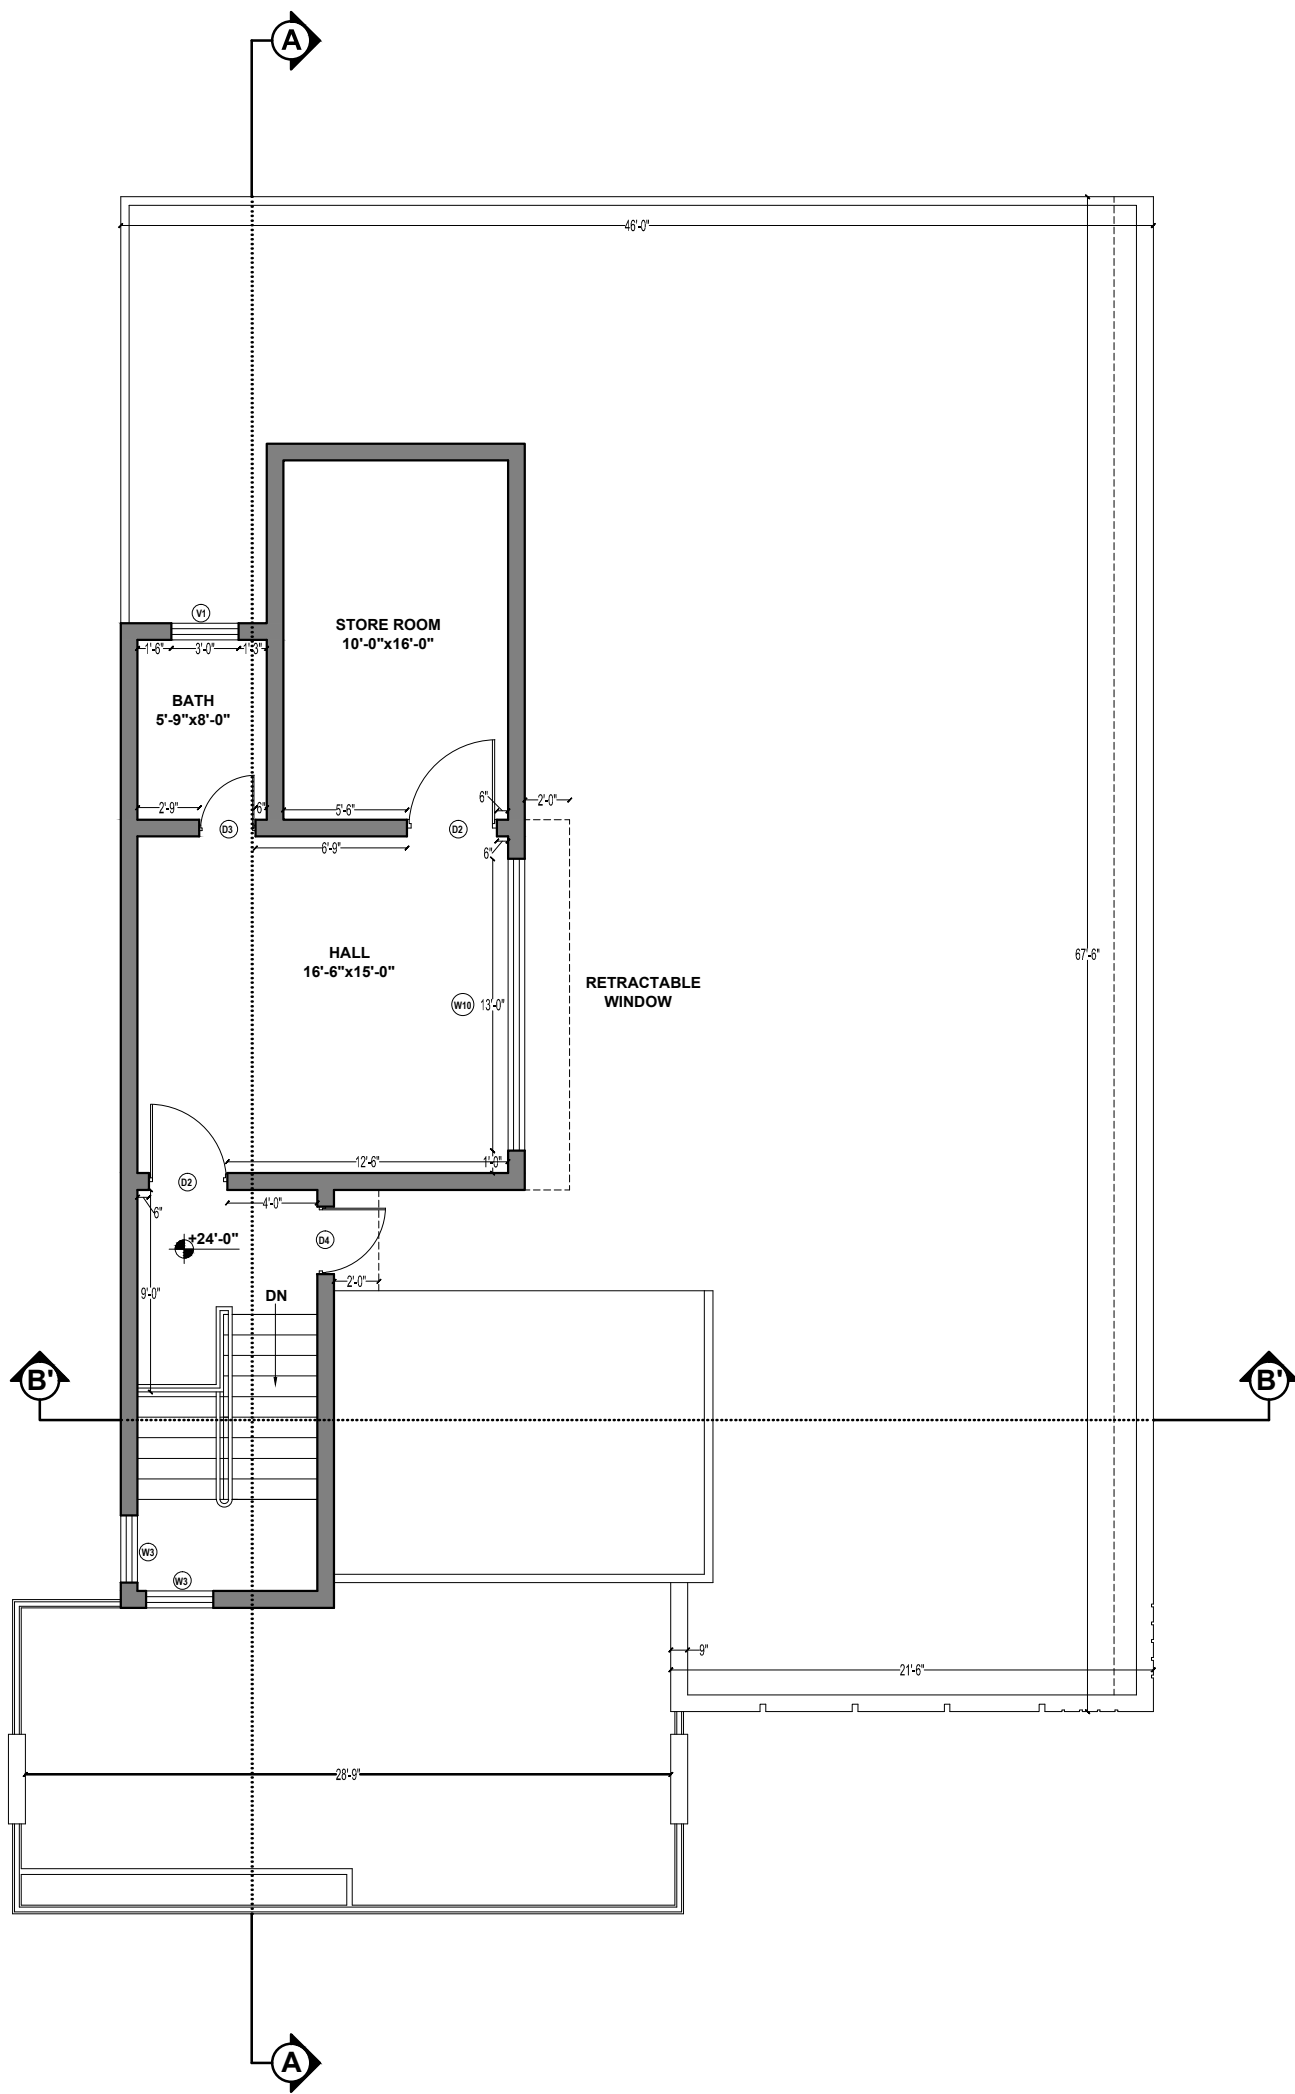 A
46'-0"
V1
STORE ROOM
10'-0"x16'-0"
1'-6"
3'-0"
1'-3"
BATH
5'-9"x8'-0"
2'-9"
6"
5'-6"
6"
2'-0"
D3
D2
6'-9"
6"
HALL
16'-6"x15'-0"
67'-6"
RETRACTABLE
WINDOW
W10
13'-0"
12'-6"
1'-0"
D2
4'-0"
6"
+24'-0"
D4
2'-0"
9'-0"
DN
B'
B'
W3
W3
9"
21'-6"
28'-9"
A